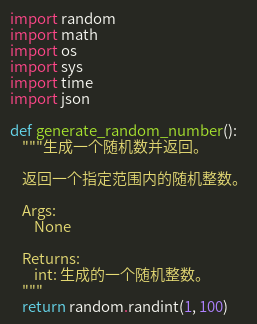 import random
import math
import os
import sys
import time
import json

def generate_random_number():
    """生成一个随机数并返回。

    返回一个指定范围内的随机整数。

    Args:
        None

    Returns:
        int: 生成的一个随机整数。
    """
    return random.randint(1, 100)